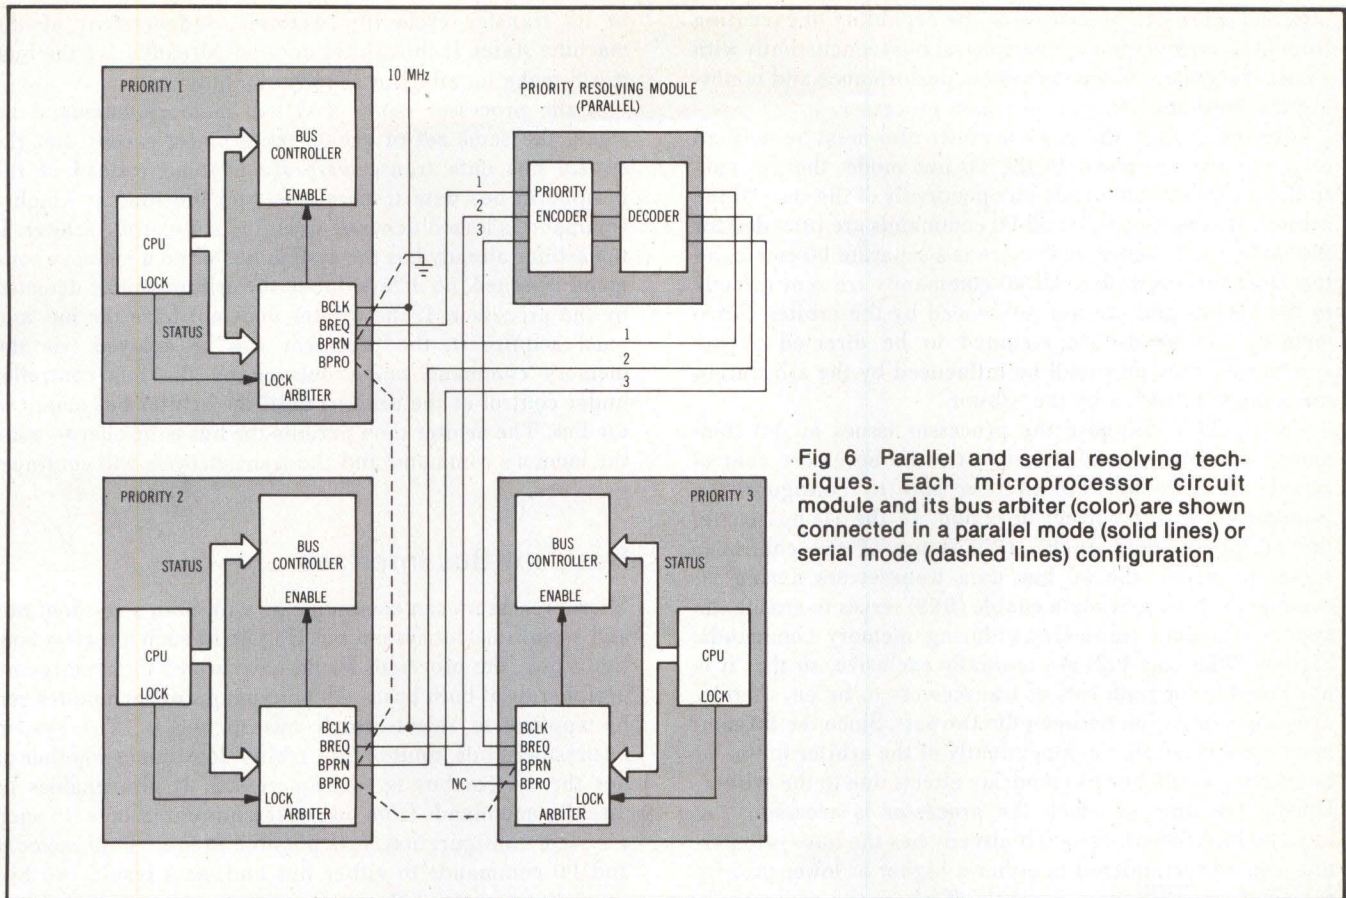 PRIORITY 1
10 MHz
PRIORITY RESOLVING MODULE
(PARALLEL)
BUS
CONTROLLER
ENABLE
CPU
LOCK
STATUS
BCLK
BREQ
BPRN
BPRO
LOCK
ARBITER
1
2
3
PRIORITY
ENCODER
DECODER
1
2
3
Fig 6 Parallel and serial resolving tech-
niques. Each microprocessor circuit
module and its bus arbiter (color) are shown
connected in a parallel mode (solid lines) or
serial mode (dashed lines) configuration
PRIORITY 2
STATUS
BUS
CONTROLLER
ENABLE
CPU
LOCK
BCLK
BREQ
BPRN
BPRO
LOCK
ARBITER
NC
PRIORITY 3
BUS
CONTROLLER
STATUS
ENABLE
CPU
LOCK
BCLK
BREQ
BPRN
BPRO
LOCK
ARBITER